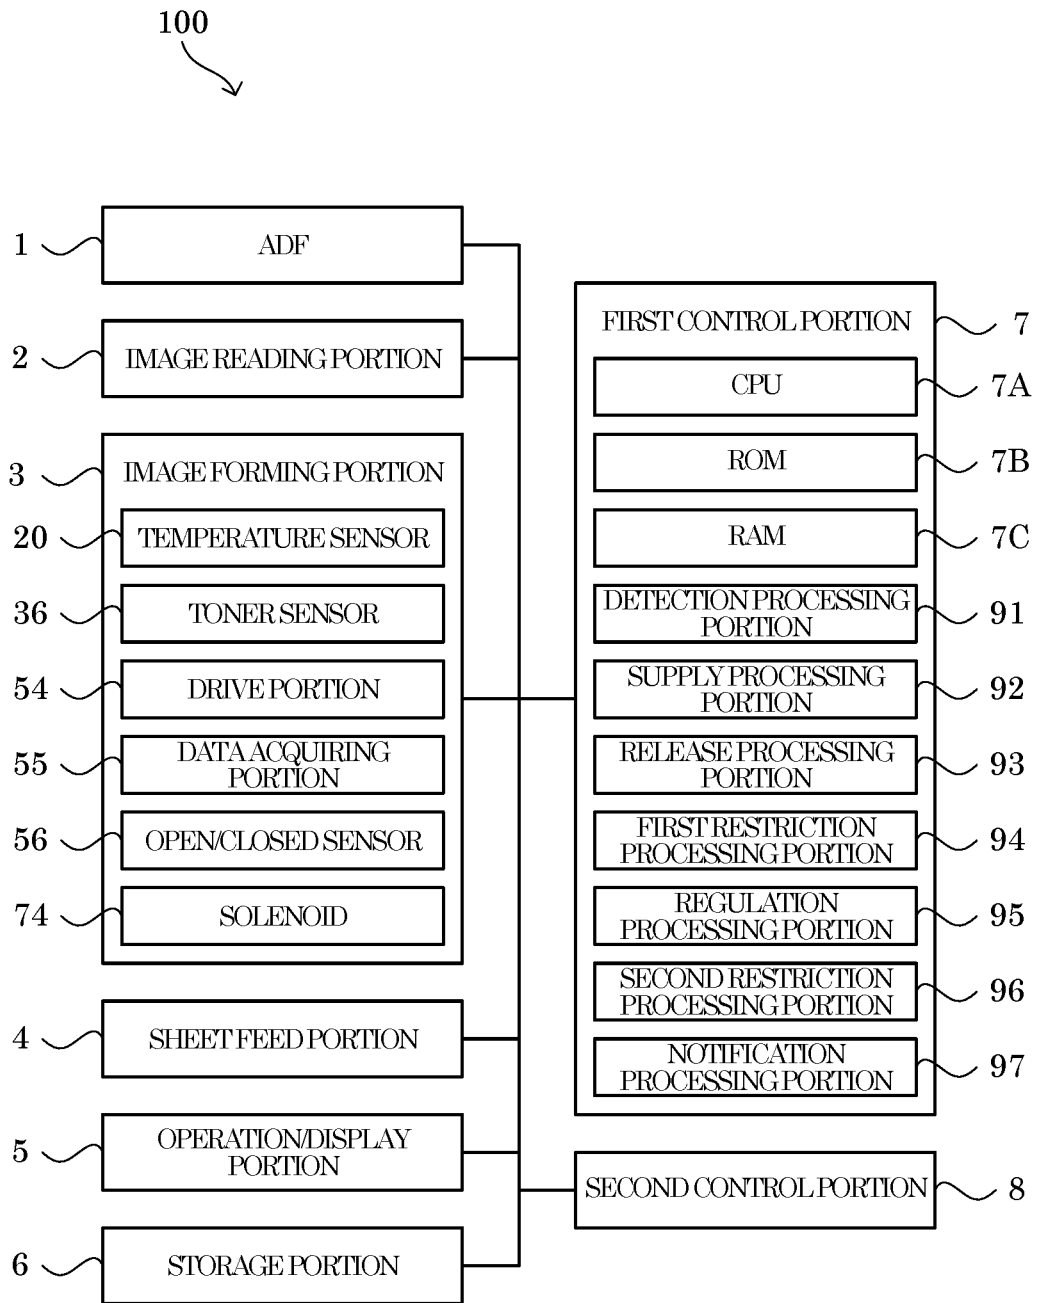 100
1
ADF
2
IMAGE READING PORTION
3
IMAGE FORMING PORTION
20
TEMPERATURE SENSOR
36
TONER SENSOR
54
DRIVE PORTION
55
DATA ACQUIRING
PORTION
56
OPEN/CLOSED SENSOR
74
SOLENOID
4
SHEET FEED PORTION
5
OPERATION/DISPLAY
PORTION
6
STORAGE PORTION
FIRST CONTROL PORTION
7
CPU
7A
ROM
7B
RAM
7C
DETECTION PROCESSING
PORTION
91
SUPPLY PROCESSING
PORTION
92
RELEASE PROCESSING
PORTION
93
FIRST RESTRICTION
PROCESSING PORTION
94
REGULATION
PROCESSING PORTION
95
SECOND RESTRICTION
PROCESSING PORTION
96
NOTIFICATION
PROCESSING PORTION
97
SECOND CONTROL PORTION
8